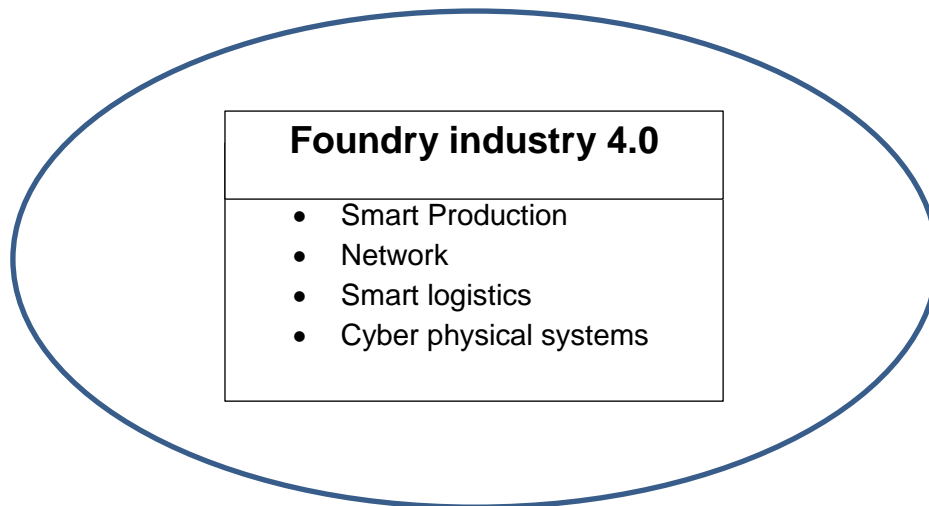 Foundry industry 4.0
• Smart Production
• Network
• Smart logistics
• Cyber physical systems